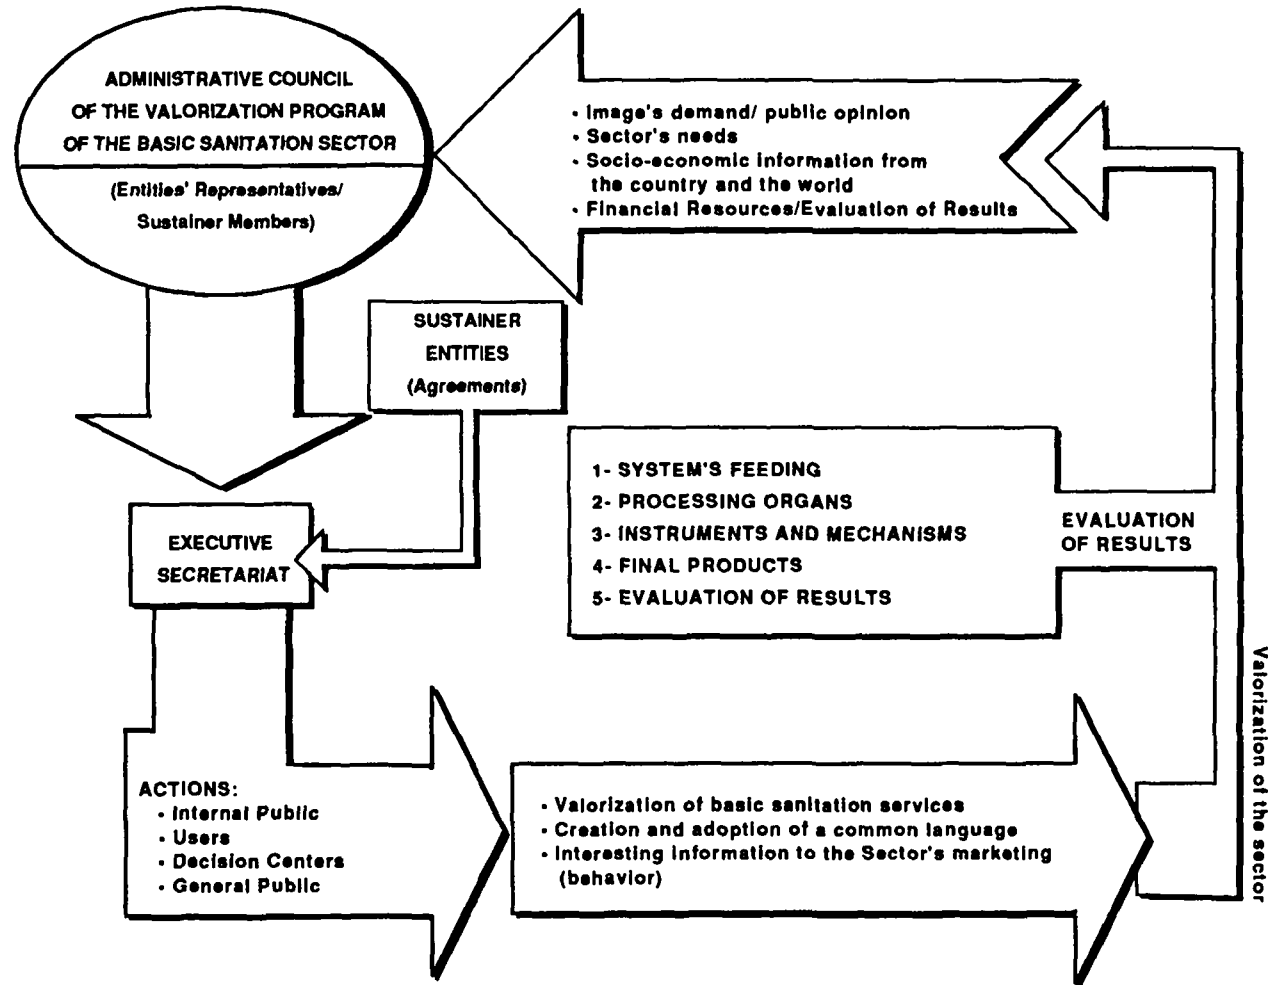 ADMINISTRATIVE COUNCIL
OF THE VALORIZATION PROGRAM
OF THE BASIC SANITATION SECTOR
(Entities' Representatives/
Sustainer Members)
· Image's demand/ public opinion
· Sector's needs
· Socio-economic information from
the country and the world
· Financial Resources/Evaluation of Results
SUSTAINER
ENTITIES
(Agreements)
EXECUTIVE
SECRETARIAT
1- SYSTEM'S FEEDING
2- PROCESSING ORGANS
3- INSTRUMENTS AND MECHANISMS
4- FINAL PRODUCTS
5- EVALUATION OF RESULTS
EVALUATION
OF RESULTS
Valorization of the sector
ACTIONS:
· Internal Public
· Users
· Decision Centers
· General Public
· Valorization of basic sanitation services
· Creation and adoption of a common language
· Interesting Information to the Sector's marketing
(behavior)